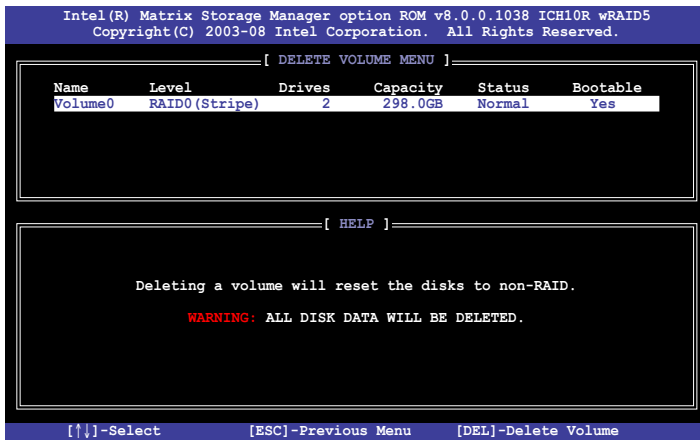 Intel(R) Matrix Storage Manager option ROM v8.0.0.1038 ICH10R wRAID5
Copyright(C) 2003-08 Intel Corporation. All Rights Reserved.
[ DELETE VOLUME MENU ]
Name Level Drives Capacity Status Bootable
Volume0 RAID0(Stripe) 2 298.0GB Normal Yes
[ HELP ]
Deleting a volume will reset the disks to non-RAID.
WARNING: ALL DISK DATA WILL BE DELETED.
[↑↓]-Select [ESC]-Previous Menu [DEL]-Delete Volume